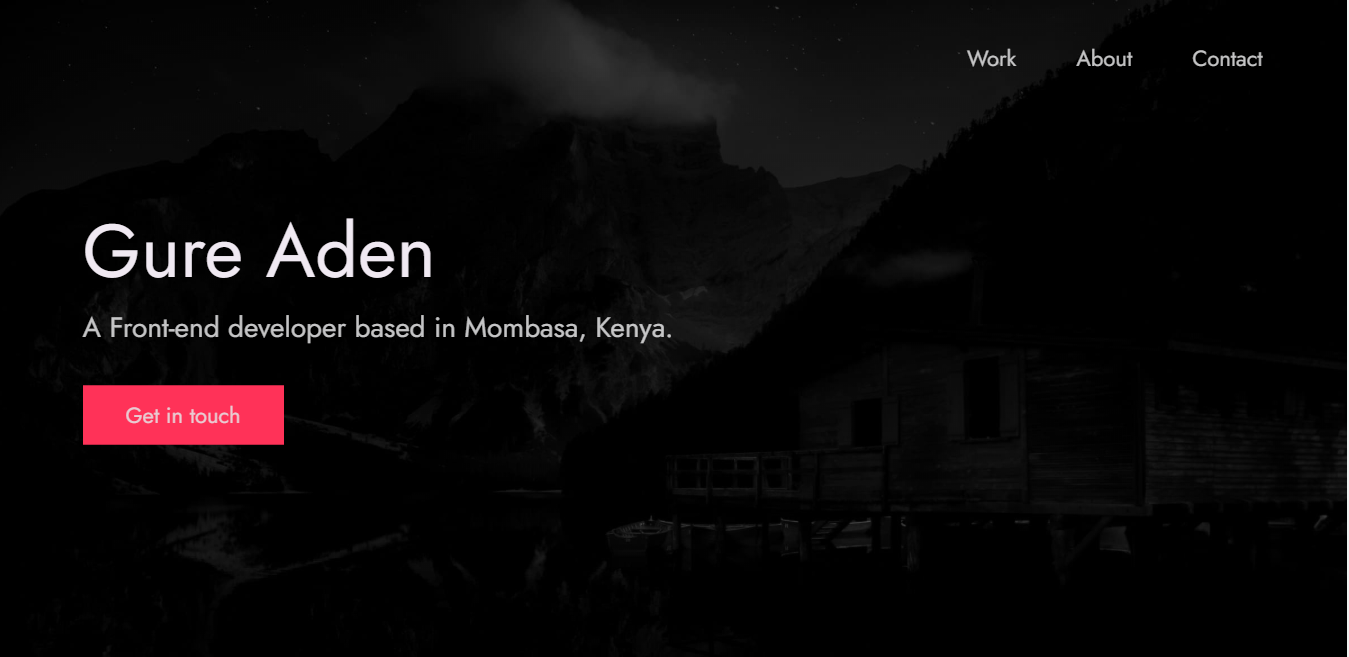 Work About Contact
Gure Aden
A Front-end developer based in Mombasa, Kenya.
Get in touch